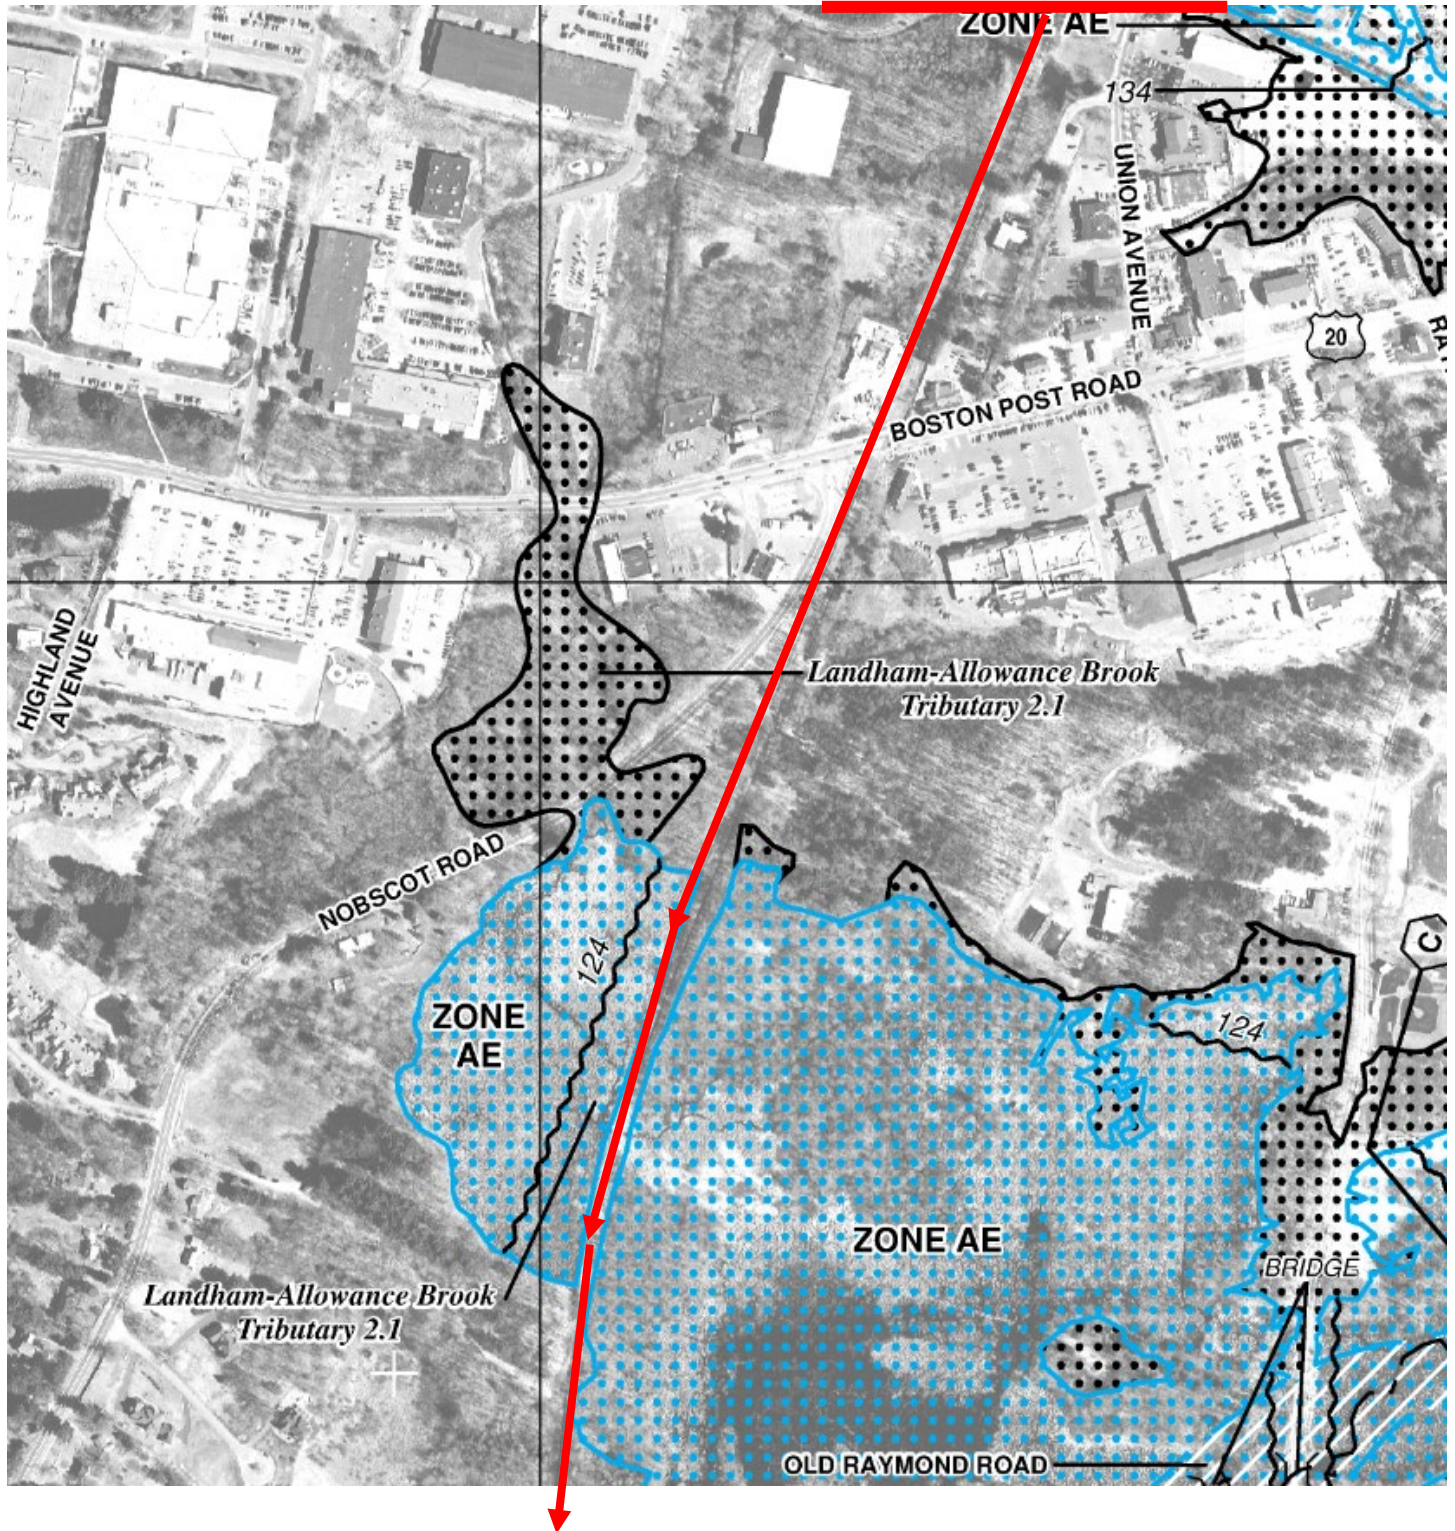 ZONE AE
134
UNION AVENUE
20
BOSTON POST ROAD
HIGHLAND
AVENUE
Landham-Allowance Brook
Tributary 2.1
NOBSCOT ROAD
124
C
ZONE
AE
124
ZONE AE
BRIDGE
Landham-Allowance Brook
Tributary 2.1
OLD RAYMOND ROAD